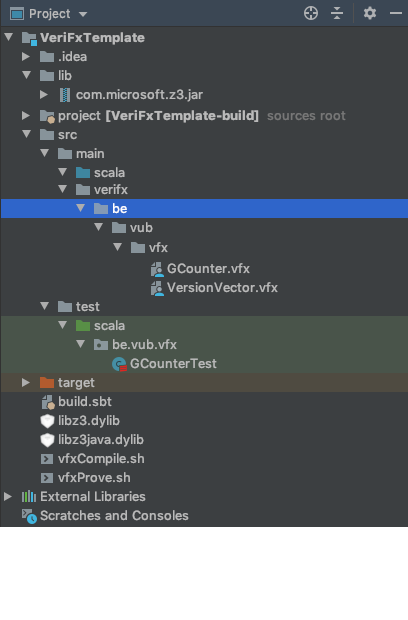 Project
VeriFxTemplate
.idea
lib
com.microsoft.z3.jar
project [VeriFxTemplate-build] sources root
src
main
scala
verifx
be
vub
vfx
GCounter.vfx
VersionVector.vfx
test
scala
be.vub.vfx
GCounterTest
target
build.sbt
libz3.dylib
libz3java.dylib
vfxCompile.sh
vfxProve.sh
External Libraries
Scratches and Consoles